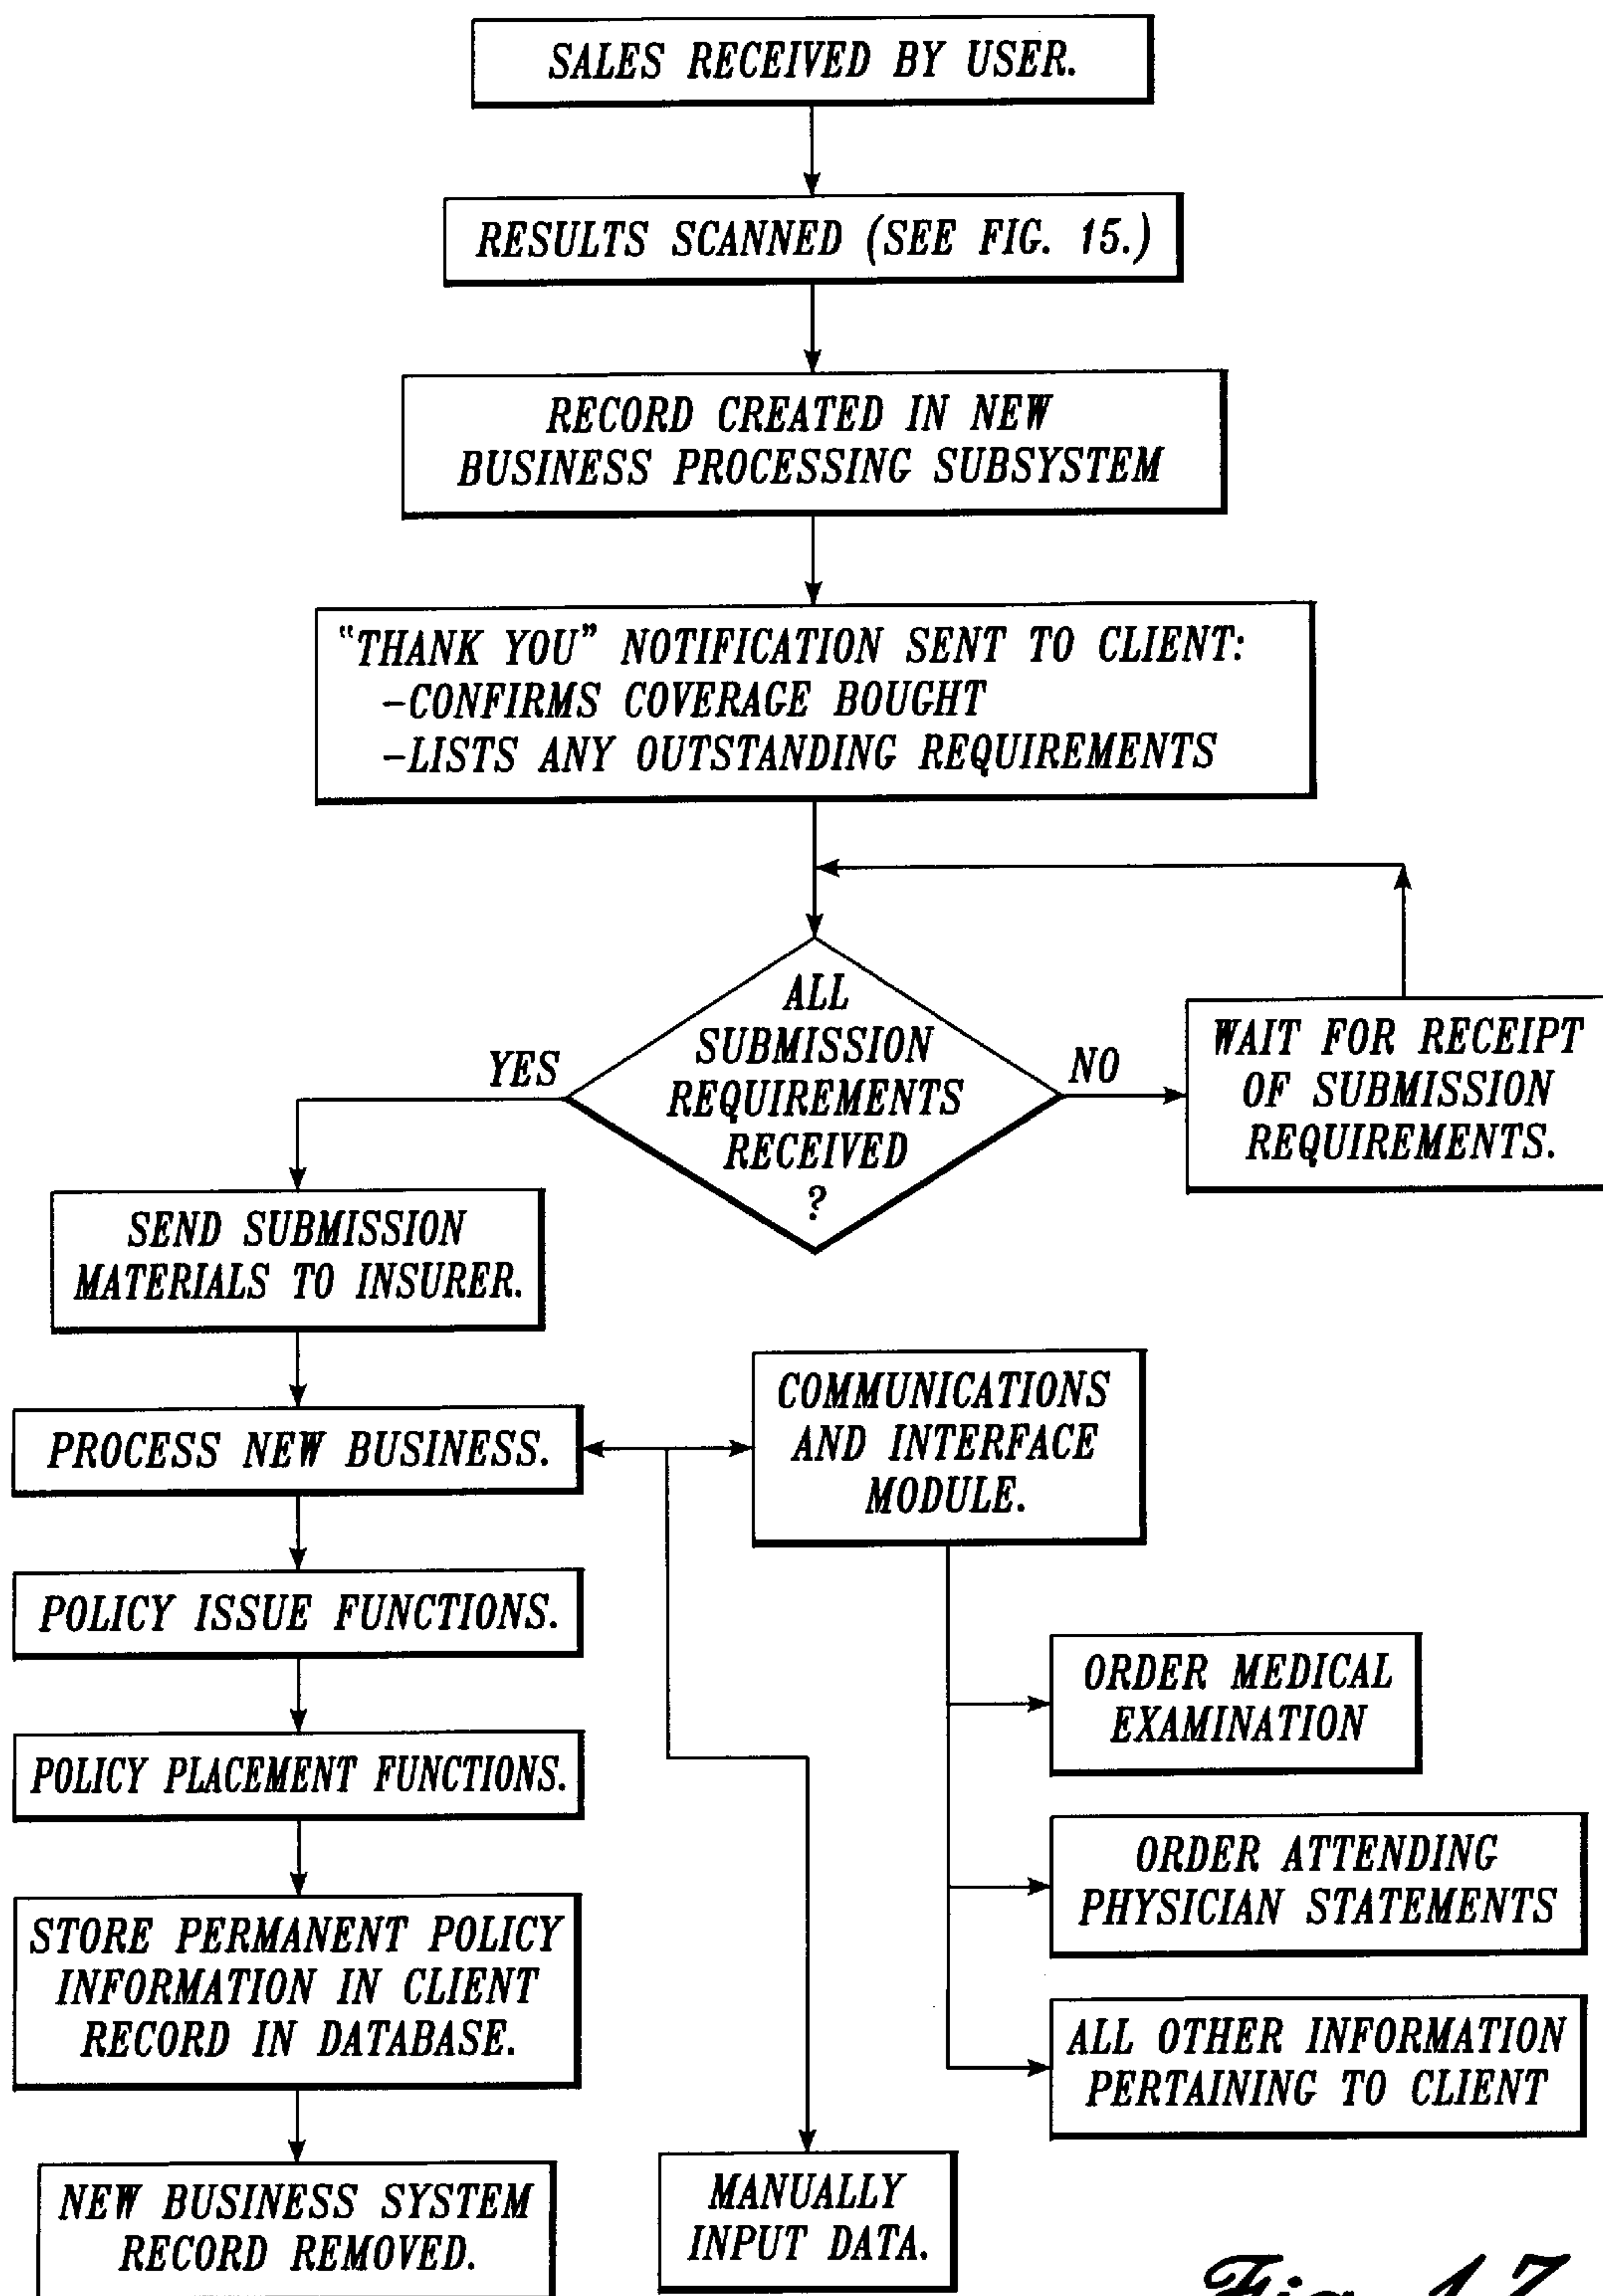 SALES RECEIVED BY USER.
RESULTS SCANNED (SEE FIG. 15.)
RECORD CREATED IN NEW
BUSINESS PROCESSING SUBSYSTEM
“THANK YOU” NOTIFICATION SENT TO CLIENT:
-CONFIRMS COVERAGE BOUGHT
-LISTS ANY OUTSTANDING REQUIREMENTS
ALL
SUBMISSION
REQUIREMENTS
RECEIVED
?
YES
NO
WAIT FOR RECEIPT
OF SUBMISSION
REQUIREMENTS.
SEND SUBMISSION
MATERIALS TO INSURER.
PROCESS NEW BUSINESS.
COMMUNICATIONS
AND INTERFACE
MODULE.
POLICY ISSUE FUNCTIONS.
POLICY PLACEMENT FUNCTIONS.
STORE PERMANENT POLICY
INFORMATION IN CLIENT
RECORD IN DATABASE.
NEW BUSINESS SYSTEM
RECORD REMOVED.
ORDER MEDICAL
EXAMINATION
ORDER ATTENDING
PHYSICIAN STATEMENTS
ALL OTHER INFORMATION
PERTAINING TO CLIENT
MANUALLY
INPUT DATA.
Fig. 17